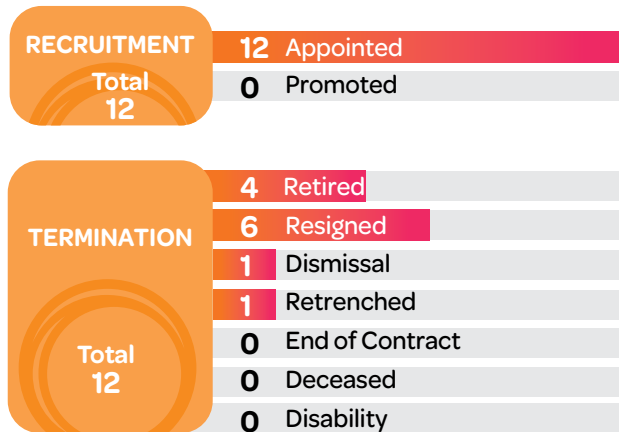 RECRUITMENT
Total
12
12 Appointed
0 Promoted
TERMINATION
Total
12
4 Retired
6 Resigned
1 Dismissal
1 Retrenched
0 End of Contract
0 Deceased
0 Disability